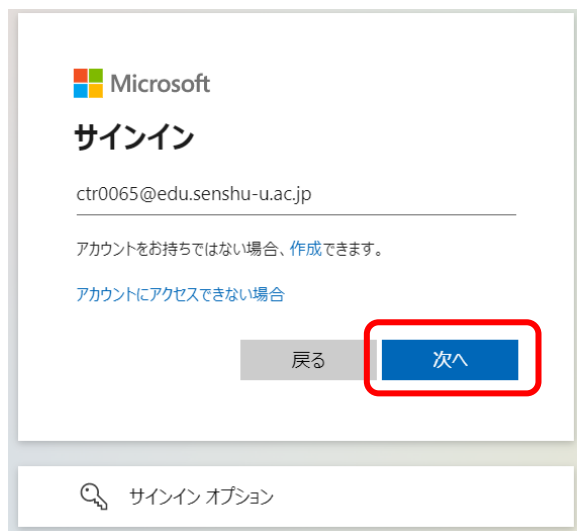 Microsoft
サインイン
ctr0065@edu.senshu-u.ac.jp
アカウントをお持ちではない場合、作成できます。
アカウントにアクセスできない場合
戻る
次へ
サインイン オプション